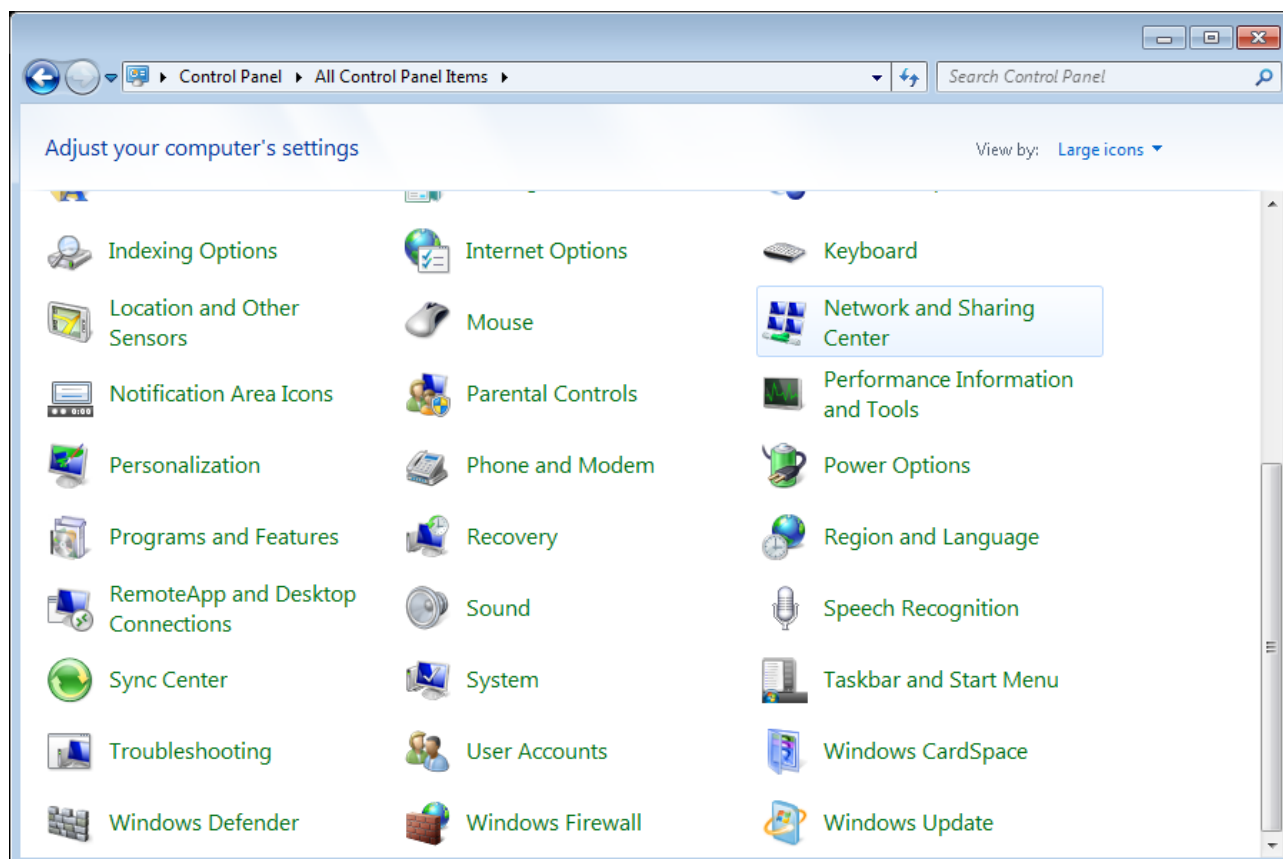 Control Panel All Control Panel Items Search Control Panel
Adjust your computer's settings View by: Large icons
Indexing Options Internet Options Keyboard
Location and Other
Sensors
Mouse
Network and Sharing
Center
Notification Area Icons Parental Controls
Performance Information
and Tools
Personalization Phone and Modem Power Options
Programs and Features Recovery Region and Language
RemoteApp and Desktop
Connections
Sound Speech Recognition
Sync Center System Taskbar and Start Menu
Troubleshooting User Accounts Windows CardSpace
Windows Defender Windows Firewall Windows Update